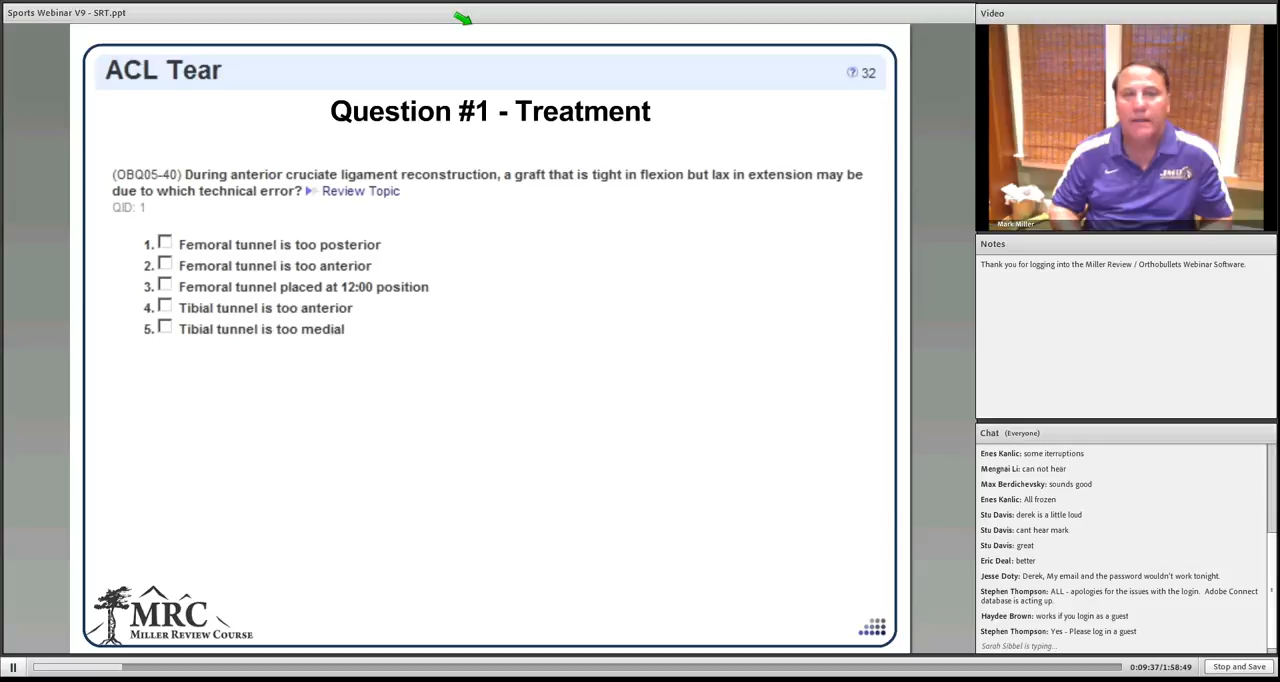 Sports Webinar V9 - SRT.ppt
ACL Tear
32
Question #1 - Treatment
(OBQ05-40) During anterior cruciate ligament reconstruction, a graft that is tight in flexion but lax in extension may be
due to which technical error? Review Topic
QID: 1
1. Femoral tunnel is too posterior
2. Femoral tunnel is too anterior
3. Femoral tunnel placed at 12:00 position
4. Tibial tunnel is too anterior
5. Tibial tunnel is too medial
MRC
MILLER REVIEW COURSE
Video
JMU
Mark Miller
Notes
Thank you for logging into the Miller Review / Orthobullets Webinar Software.
Chat (Everyone)
Enes Kanlic: some iterruptions
Mengnai Li: can not hear
Max Berdichevsky: sounds good
Enes Kanlic: All frozen
Stu Davis: derek is a little loud
Stu Davis: cant hear mark
Stu Davis: great
Eric Deal: better
Jesse Doty: Derek, My email and the password wouldn't work tonight.
Stephen Thompson: ALL - apologies for the issues with the login. Adobe Connect
database is acting up.
Haydee Brown: works if you login as a guest
Stephen Thompson: Yes - Please log in a guest
Sarah Sibbel is typing...
0:09:37/1:58:49
Stop and Save